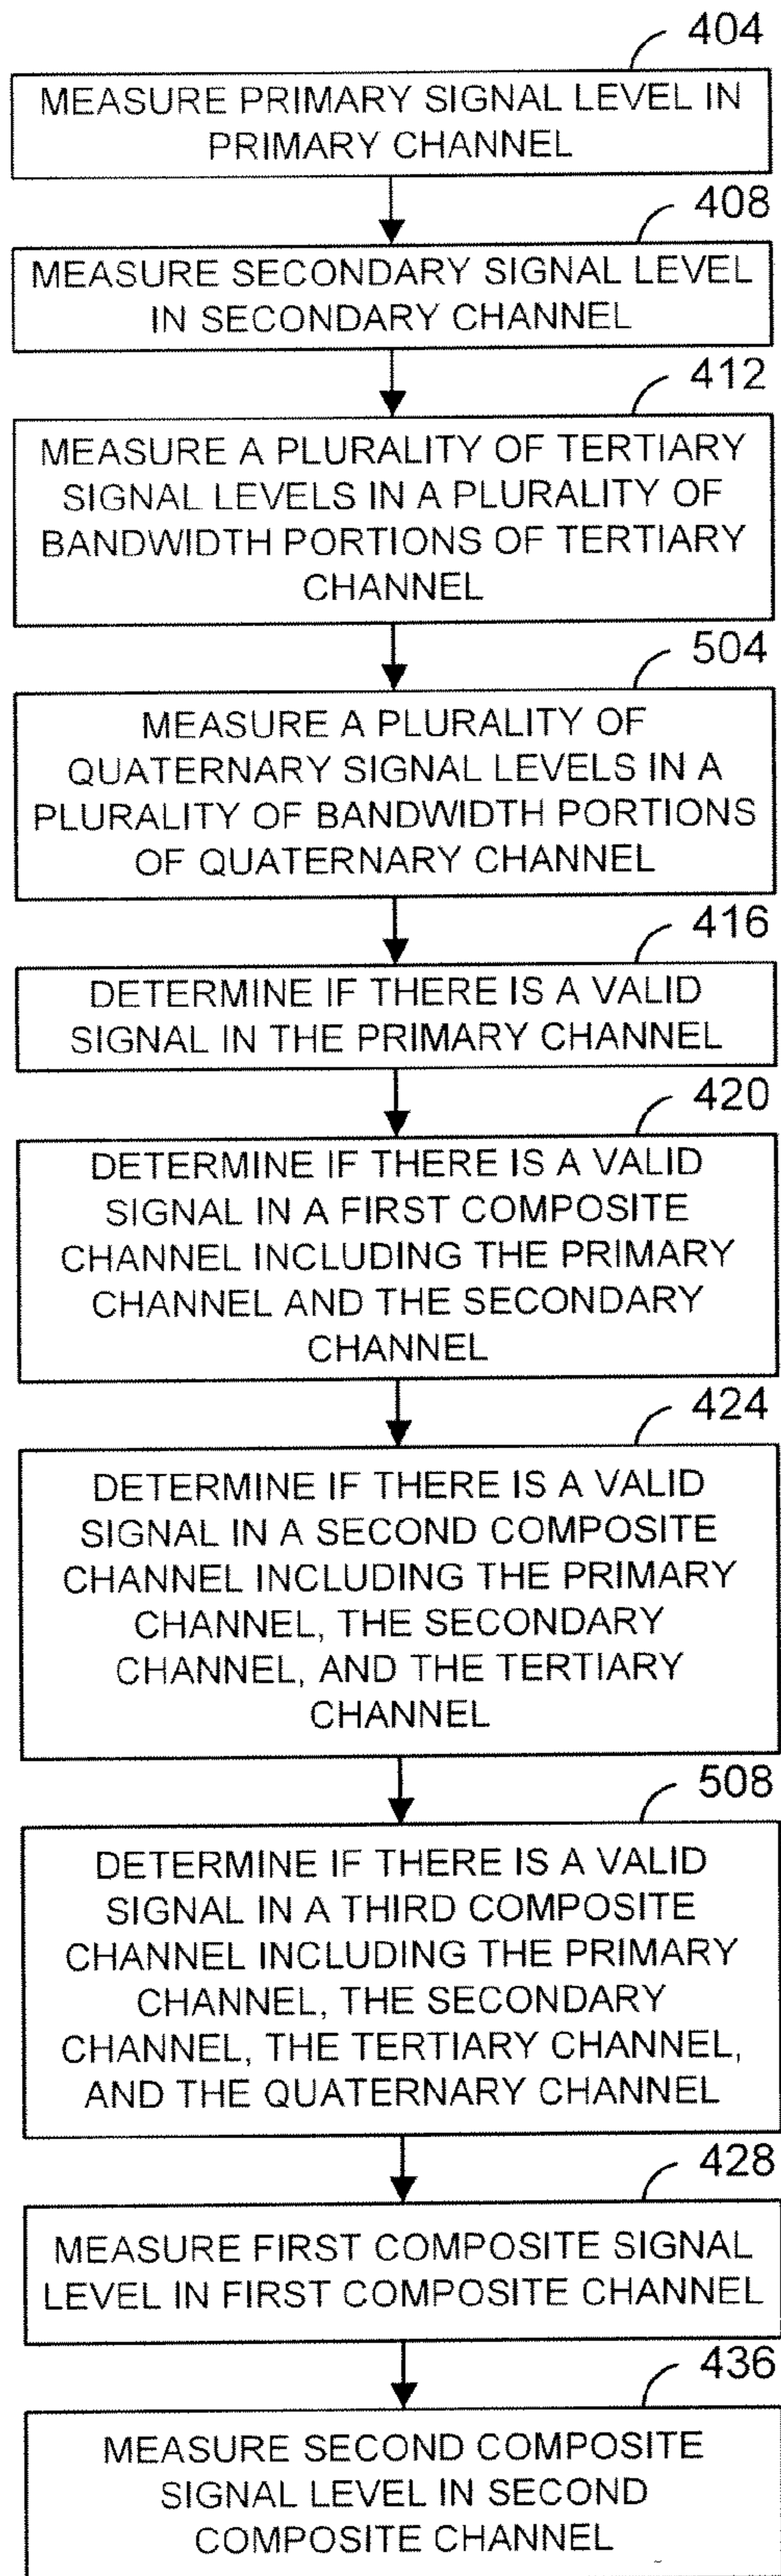 404
MEASURE PRIMARY SIGNAL LEVEL IN
PRIMARY CHANNEL
408
MEASURE SECONDARY SIGNAL LEVEL
IN SECONDARY CHANNEL
412
MEASURE A PLURALITY OF TERTIARY
SIGNAL LEVELS IN A PLURALITY OF
BANDWIDTH PORTIONS OF TERTIARY
CHANNEL
504
MEASURE A PLURALITY OF
QUATERNARY SIGNAL LEVELS IN A
PLURALITY OF BANDWIDTH PORTIONS
OF QUATERNARY CHANNEL
416
DETERMINE IF THERE IS A VALID
SIGNAL IN THE PRIMARY CHANNEL
420
DETERMINE IF THERE IS A VALID
SIGNAL IN A FIRST COMPOSITE
CHANNEL INCLUDING THE PRIMARY
CHANNEL AND THE SECONDARY
CHANNEL
424
DETERMINE IF THERE IS A VALID
SIGNAL IN A SECOND COMPOSITE
CHANNEL INCLUDING THE PRIMARY
CHANNEL, THE SECONDARY
CHANNEL, AND THE TERTIARY
CHANNEL
508
DETERMINE IF THERE IS A VALID
SIGNAL IN A THIRD COMPOSITE
CHANNEL INCLUDING THE PRIMARY
CHANNEL, THE SECONDARY
CHANNEL, THE TERTIARY CHANNEL,
AND THE QUATERNARY CHANNEL
428
MEASURE FIRST COMPOSITE SIGNAL
LEVEL IN FIRST COMPOSITE CHANNEL
436
MEASURE SECOND COMPOSITE
SIGNAL LEVEL IN SECOND
COMPOSITE CHANNEL